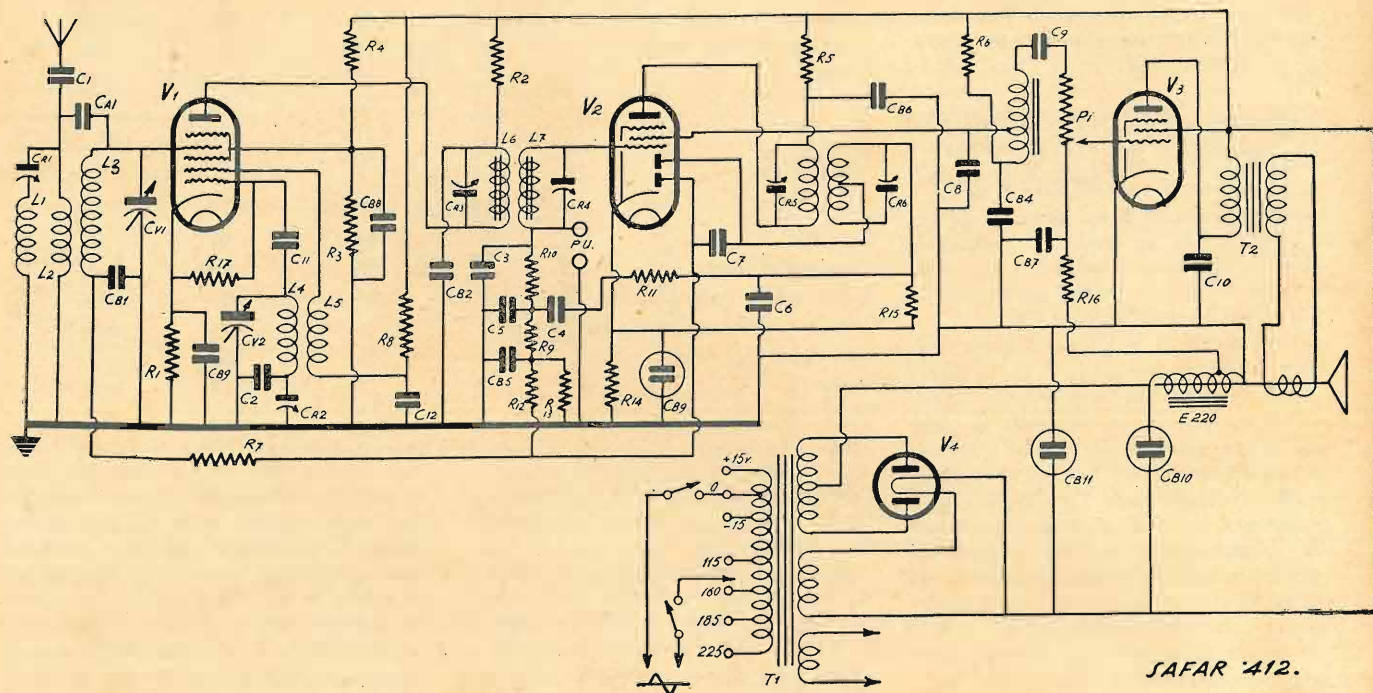 R4
R2
R5
R6
C9
C1
V1
V2
V3
CA1
P1
CB6
CR1
L3
L6
L7
L1
CV1
CB8
CR3
CR4
CR5
CR6
C8
CB4
T2
L2
CB1
R17
C11
R3
P.U.
C7
CB7
C10
C3
R10
CB2
R11
R16
L4
L5
R8
C5
C4
C6
R15
R1
CV2
R9
CB9
C2
CB5
CR2
C12
R12
R13
R14
CB9
E220
R7
V4
+15v.
0
-15
CB11
CB10
115
160
185
225
T1
SAFAR '412.